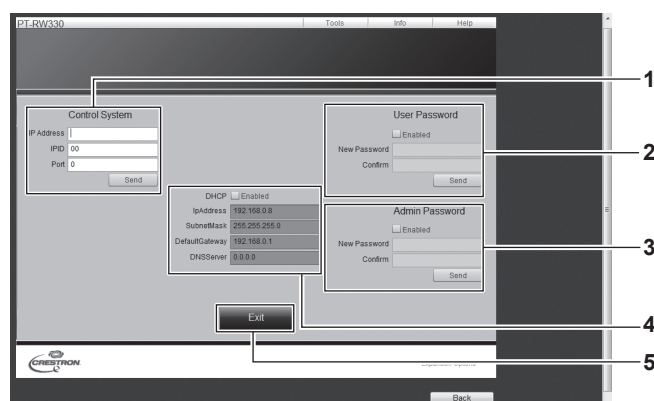 PT-RW330
Tools Info Help
1
Control System
IP Address
IPID 00
Port 0
Send
User Password
Enabled
New Password
Confirm
Send
2
DHCP Enabled
IpAddress 192.168.0.8
SubnetMask 255.255.255.0
DefaultGateway 192.168.0.1
DNSServer 0.0.0.0
Admin Password
Enabled
New Password
Confirm
Send
3
Exit
4
CRESTRON
Expansion Options
5
Back